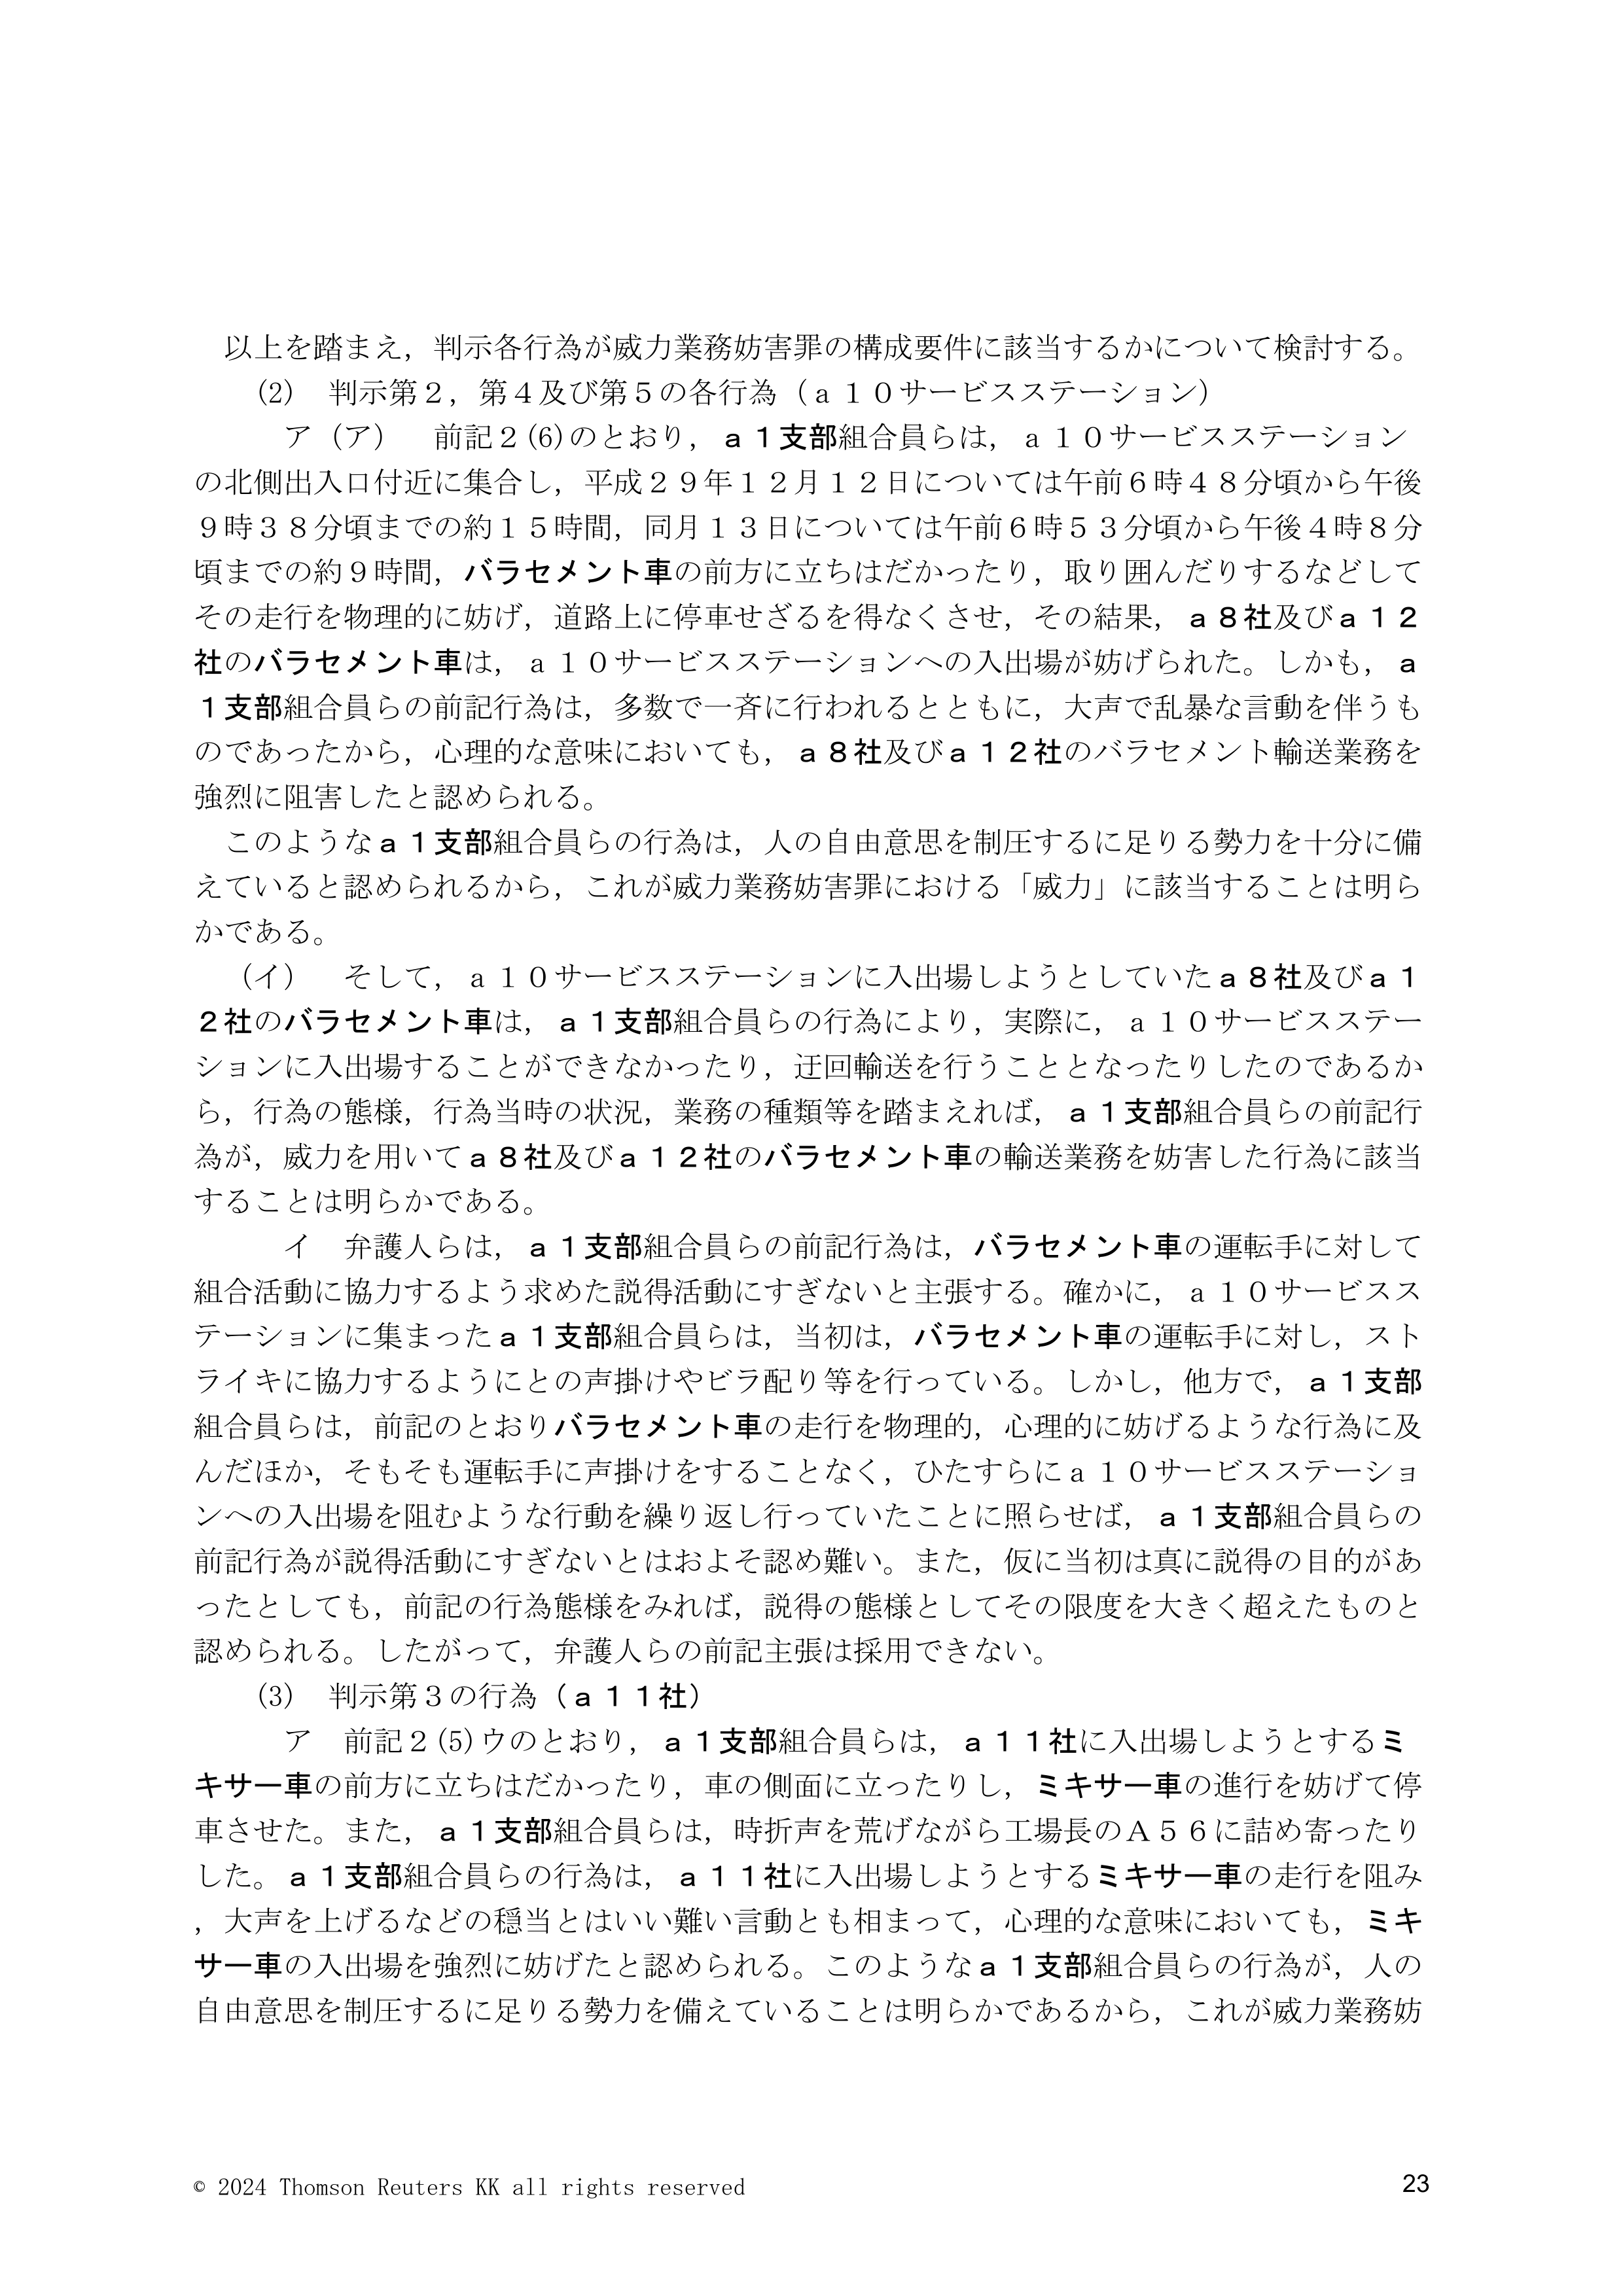 以上を踏まえ，判示各行為が威力業務妨害罪の構成要件に該当するかについて検討する。
　　(2)　判示第２，第４及び第５の各行為（ａ１０サービスステーション）
　　　ア（ア）　前記２(6)のとおり，ａ１支部組合員らは，ａ１０サービスステーション
の北側出入口付近に集合し，平成２９年１２月１２日については午前６時４８分頃から午後
９時３８分頃までの約１５時間，同月１３日については午前６時５３分頃から午後４時８分
頃までの約９時間，バラセメント車の前方に立ちはだかったり，取り囲んだりするなどして
その走行を物理的に妨げ，道路上に停車せざるを得なくさせ，その結果，ａ８社及びａ１２
社のバラセメント車は，ａ１０サービスステーションへの入出場が妨げられた。しかも，ａ
１支部組合員らの前記行為は，多数で一斉に行われるとともに，大声で乱暴な言動を伴うも
のであったから，心理的な意味においても，ａ８社及びａ１２社のバラセメント輸送業務を
強烈に阻害したと認められる。
　このようなａ１支部組合員らの行為は，人の自由意思を制圧するに足りる勢力を十分に備
えていると認められるから，これが威力業務妨害罪における「威力」に該当することは明ら
かである。
　（イ）　そして，ａ１０サービスステーションに入出場しようとしていたａ８社及びａ１
２社のバラセメント車は，ａ１支部組合員らの行為により，実際に，ａ１０サービスステー
ションに入出場することができなかったり，迂回輸送を行うこととなったりしたのであるか
ら，行為の態様，行為当時の状況，業務の種類等を踏まえれば，ａ１支部組合員らの前記行
為が，威力を用いてａ８社及びａ１２社のバラセメント車の輸送業務を妨害した行為に該当
することは明らかである。
　　　イ　弁護人らは，ａ１支部組合員らの前記行為は，バラセメント車の運転手に対して
組合活動に協力するよう求めた説得活動にすぎないと主張する。確かに，ａ１０サービスス
テーションに集まったａ１支部組合員らは，当初は，バラセメント車の運転手に対し，スト
ライキに協力するようにとの声掛けやビラ配り等を行っている。しかし，他方で，ａ１支部
組合員らは，前記のとおりバラセメント車の走行を物理的，心理的に妨げるような行為に及
んだほか，そもそも運転手に声掛けをすることなく，ひたすらにａ１０サービスステーショ
ンへの入出場を阻むような行動を繰り返し行っていたことに照らせば，ａ１支部組合員らの
前記行為が説得活動にすぎないとはおよそ認め難い。また，仮に当初は真に説得の目的があ
ったとしても，前記の行為態様をみれば，説得の態様としてその限度を大きく超えたものと
認められる。したがって，弁護人らの前記主張は採用できない。
　　(3)　判示第３の行為（ａ１１社）
　　　ア　前記２(5)ウのとおり，ａ１支部組合員らは，ａ１１社に入出場しようとするミ
キサー車の前方に立ちはだかったり，車の側面に立ったりし，ミキサー車の進行を妨げて停
車させた。また，ａ１支部組合員らは，時折声を荒げながら工場長のＡ５６に詰め寄ったり
した。ａ１支部組合員らの行為は，ａ１１社に入出場しようとするミキサー車の走行を阻み
，大声を上げるなどの穏当とはいい難い言動とも相まって，心理的な意味においても，ミキ
サー車の入出場を強烈に妨げたと認められる。このようなａ１支部組合員らの行為が，人の
自由意思を制圧するに足りる勢力を備えていることは明らかであるから，これが威力業務妨
© 2024 Thomson Reuters KK all rights reserved
23